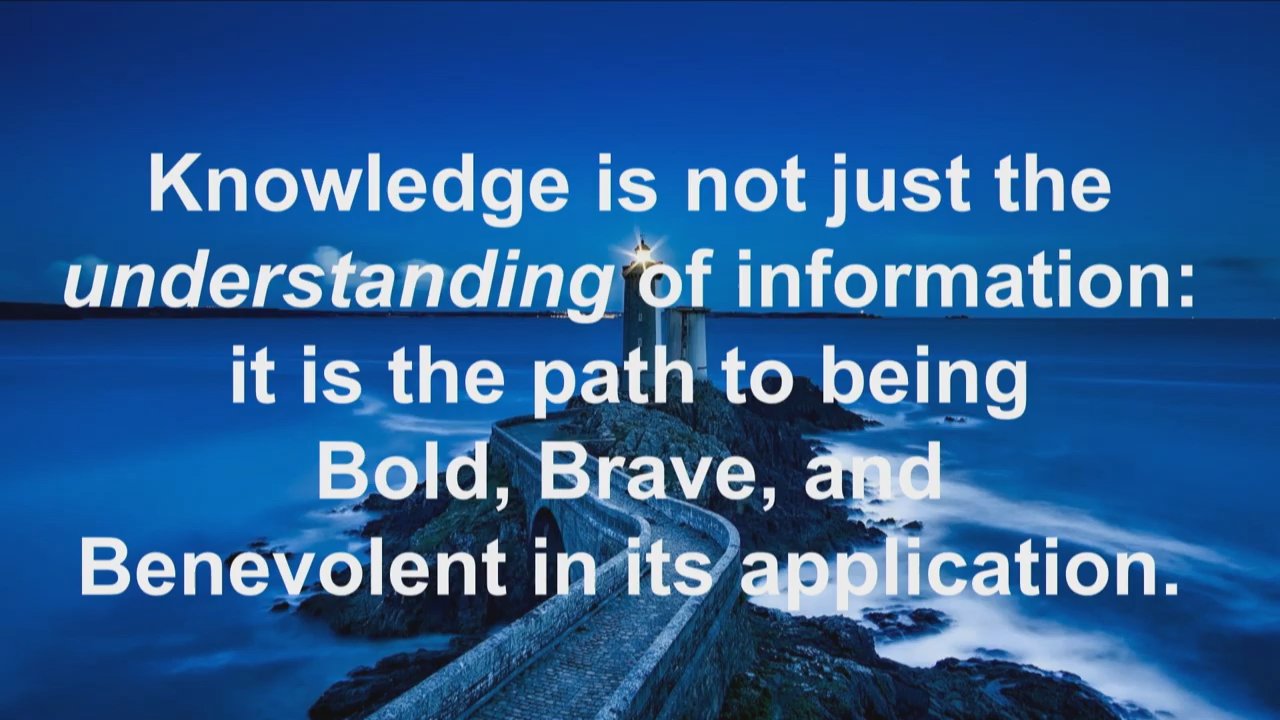 Knowledge is not just the
understanding of information:
it is the path to being
Bold, Brave, and
Benevolent in its application.